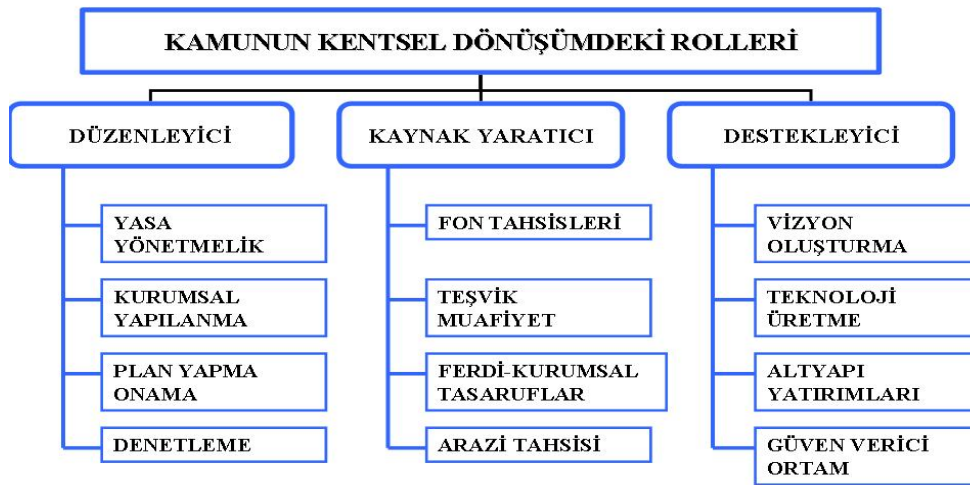 KAMUNUN KENTSEL DÖNÜŞÜMDEKİ ROLLERİ
DÜZENLEYİCİ
YASA
YÖNETMELİK
KURUMSAL
YAPILANMA
PLAN YAPMA
ONAMA
DENETLEME
KAYNAK YARATICI
FON TAHSİSLERİ
TEŞVİK
MUAFİYET
FERDİ-KURUMSAL
TASARUFLAR
ARAZİ TAHSİSİ
DESTEKLEYİCİ
VİZYON
OLUŞTURMA
TEKNOLOJİ
ÜRETME
ALTYAPI
YATIRIMLARI
GÜVEN VERİCİ
ORTAM